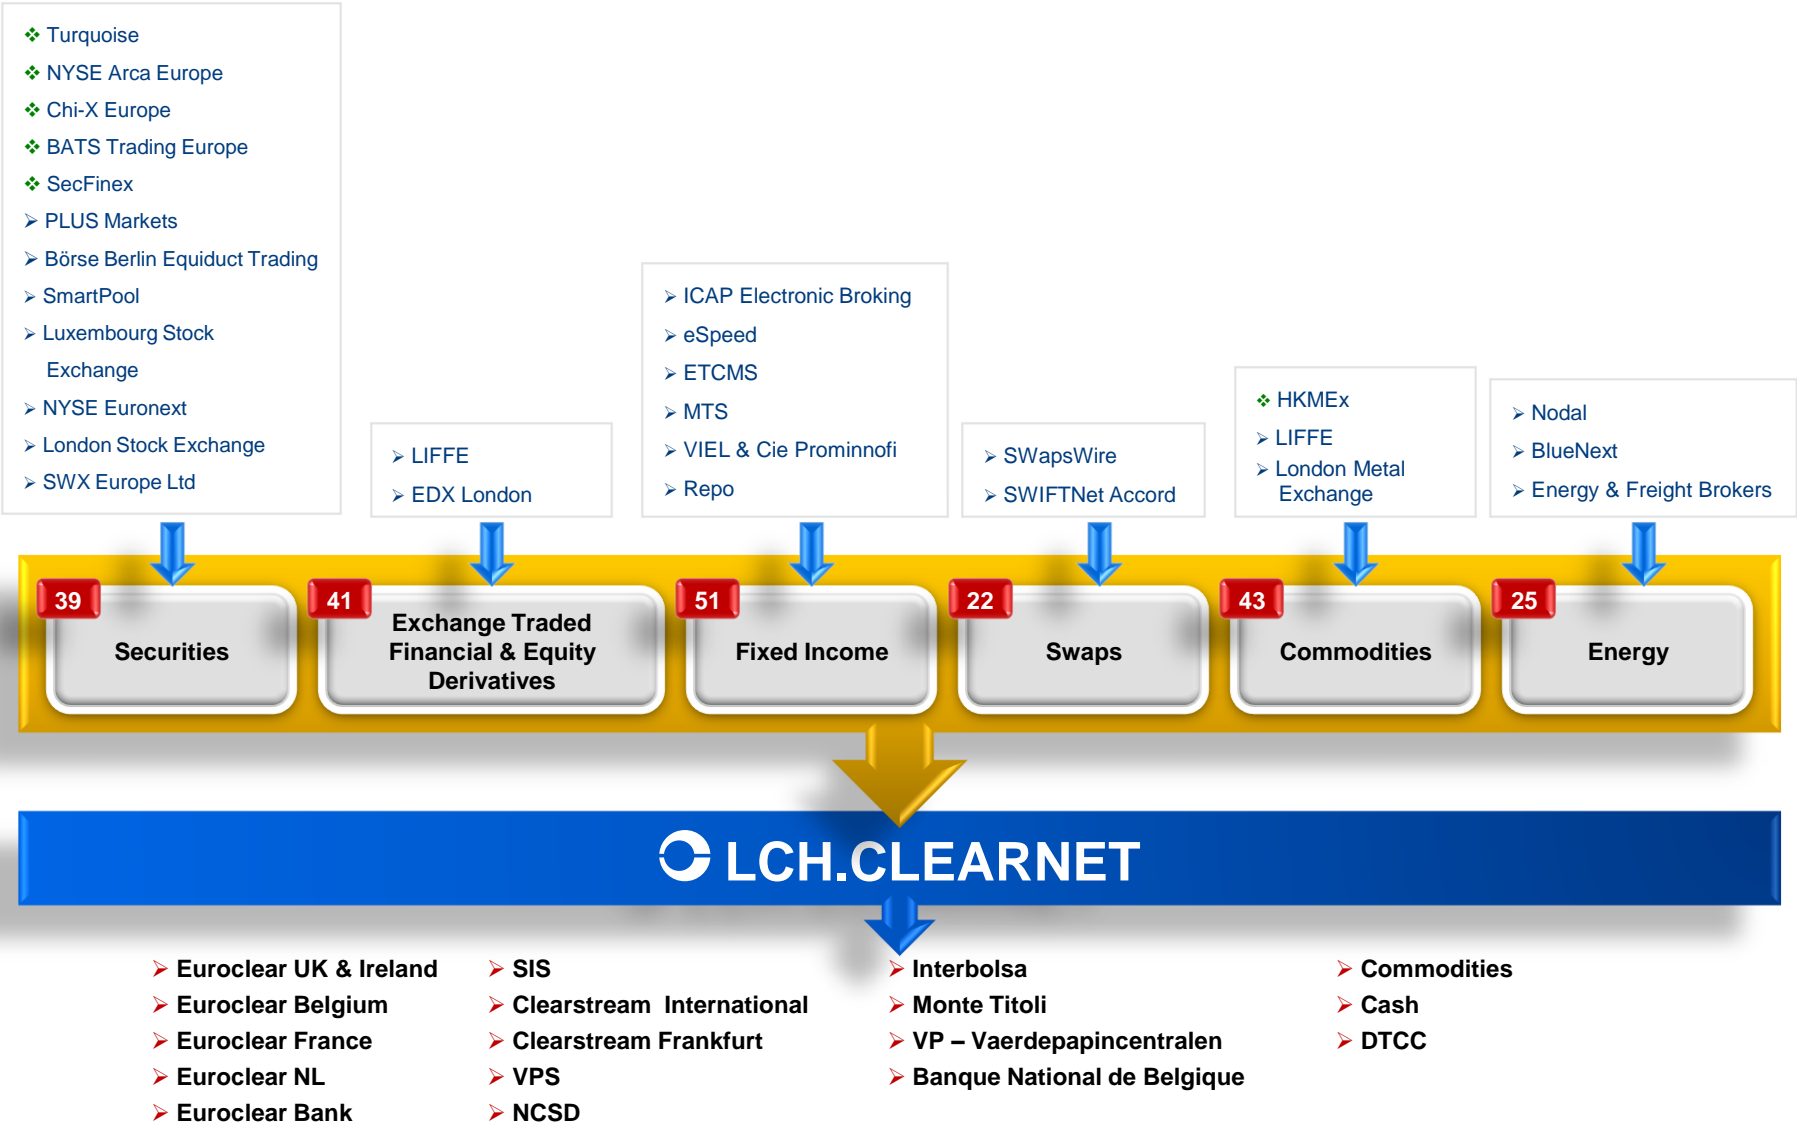 Turquoise
NYSE Arca Europe
Chi-X Europe
BATS Trading Europe
SecFinex
PLUS Markets
Börse Berlin Equiduct Trading
SmartPool
Luxembourg Stock
Exchange
NYSE Euronext
London Stock Exchange
SWX Europe Ltd
LIFFE
EDX London
ICAP Electronic Broking
eSpeed
ETCMS
MTS
VIEL & Cie Prominnofi
Repo
SWapsWire
SWIFTNet Accord
HKMEx
LIFFE
London Metal
Exchange
Nodal
BlueNext
Energy & Freight Brokers
39
Securities
41
Exchange Traded
Financial & Equity
Derivatives
51
Fixed Income
22
Swaps
43
Commodities
25
Energy
LCH.CLEARNET
Euroclear UK & Ireland
Euroclear Belgium
Euroclear France
Euroclear NL
Euroclear Bank
SIS
Clearstream International
Clearstream Frankfurt
VPS
NCSD
Interbolsa
Monte Titoli
VP – Vaerdepapincentralen
Banque National de Belgique
Commodities
Cash
DTCC